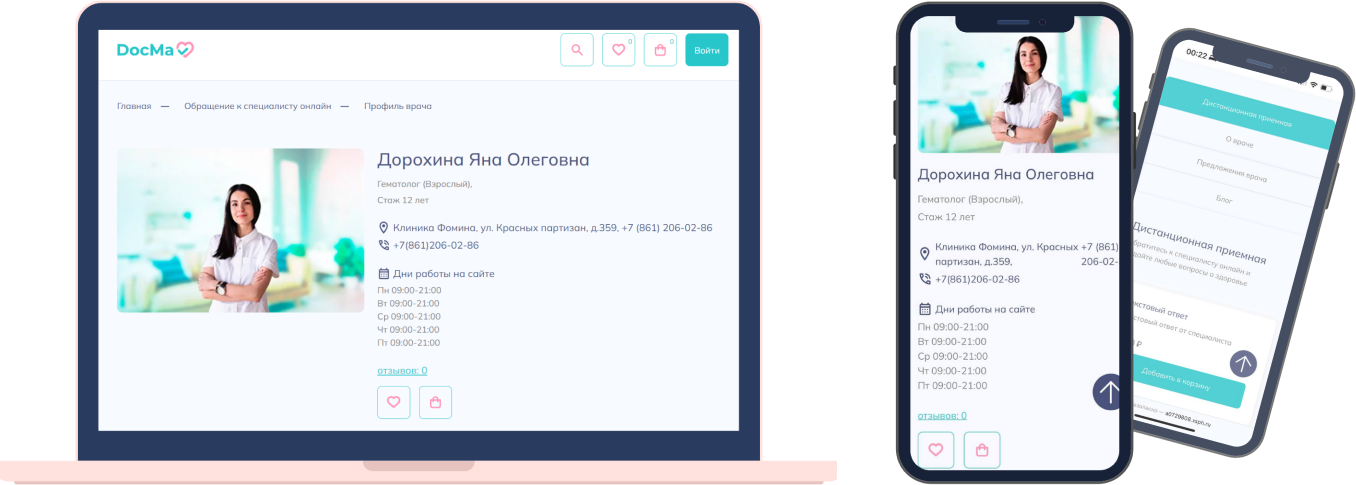 DocMa
0
0
Войти
Главная — Обращение к специалисту онлайн — Профиль врача
Дорохина Яна Олеговна
Гематолог (Взрослый),
Стаж 12 лет
Клиника Фомина, ул. Красных партизан, д.359, +7 (861) 206-02-86
+7(861)206-02-86
Дни работы на сайте
Пн 09:00-21:00
Вт 09:00-21:00
Ср 09:00-21:00
Чт 09:00-21:00
Пт 09:00-21:00
отзывов: 0
Дорохина Яна Олеговна
Гематолог (Взрослый),
Стаж 12 лет
Клиника Фомина, ул. Красных +7 (861)
партизан, д.359, 206-02-
+7(861)206-02-86
Дни работы на сайте
Пн 09:00-21:00
Вт 09:00-21:00
Ср 09:00-21:00
Чт 09:00-21:00
Пт 09:00-21:00
отзывов: 0
00:22
Дистанционная приемная
О враче
Предложения врача
Блог
Дистанционная приемная
братитесь к специалисту онлайн и
дайте любые вопросы о здоровье
кстовый ответ
стовый ответ от специалиста
₽
Добавить в корзину
a0729808.xsph.ru